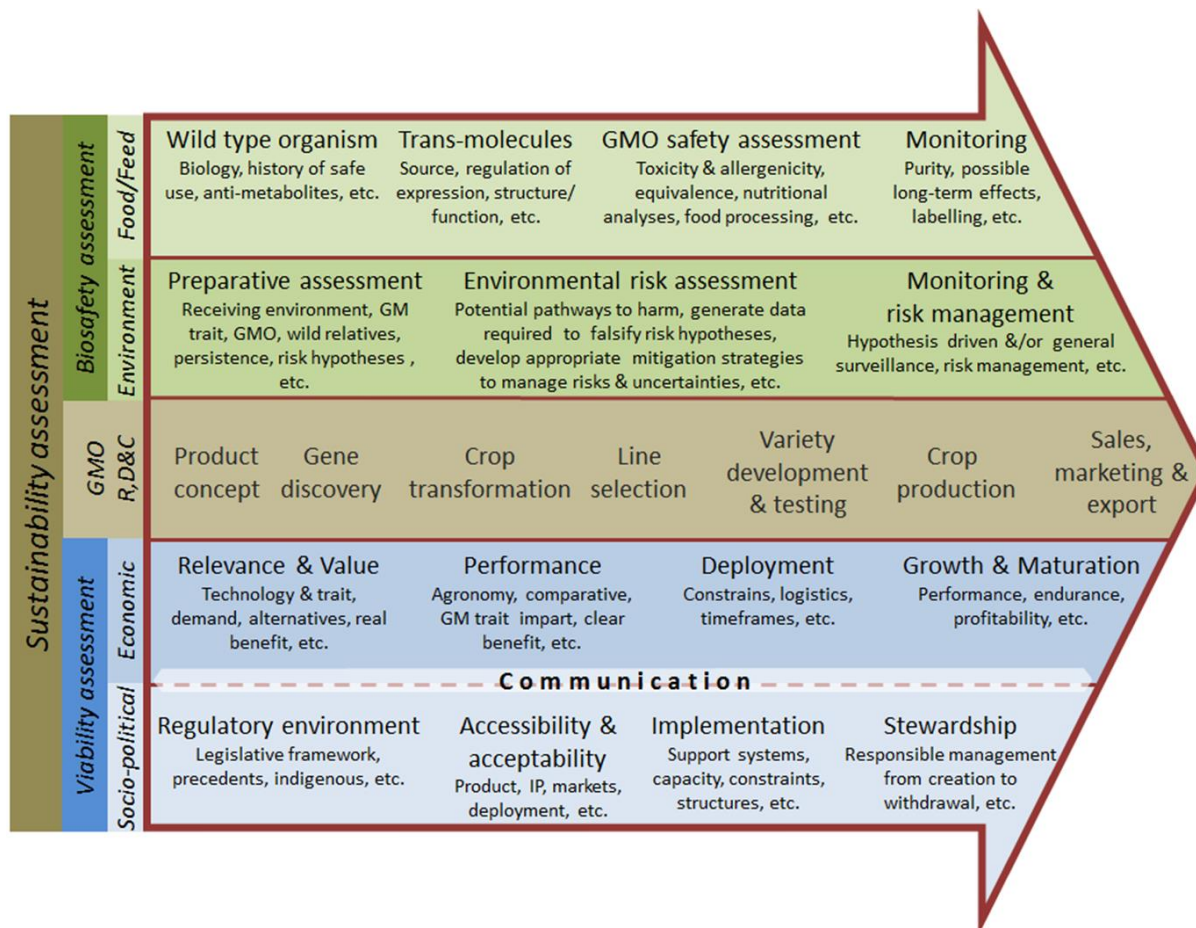 Sustainability assessment
Biosafety assessment
Food/Feed
Wild type organism
Biology, history of safe
use, anti-metabolites, etc.
Trans-molecules
Source, regulation of
expression, structure/
function, etc.
GMO safety assessment
Toxicity & allergenicity,
equivalence, nutritional
analyses, food processing, etc.
Monitoring
Purity, possible
long-term effects,
labelling, etc.
Environment
Preparative assessment
Receiving environment, GM
trait, GMO, wild relatives,
persistence, risk hypotheses ,
etc.
Environmental risk assessment
Potential pathways to harm, generate data
required to falsify risk hypotheses,
develop appropriate mitigation strategies
to manage risks & uncertainties, etc.
Monitoring &
risk management
Hypothesis driven &/or general
surveillance, risk management, etc.
GMO
R,D&C
Product
concept
Gene
discovery
Crop
transformation
Line
selection
Variety
development
& testing
Crop
production
Sales,
marketing &
export
Viability assessment
Economic
Relevance & Value
Technology & trait,
demand, alternatives, real
benefit, etc.
Performance
Agronomy, comparative,
GM trait impart, clear
benefit, etc.
Deployment
Constrains, logistics,
timeframes, etc.
Growth & Maturation
Performance, endurance,
profitability, etc.
Communication
Socio-political
Regulatory environment
Legislative framework,
precedents, indigenous, etc.
Accessibility &
acceptability
Product, IP, markets,
deployment, etc.
Implementation
Support systems,
capacity, constraints,
structures, etc.
Stewardship
Responsible management
from creation to
withdrawal, etc.